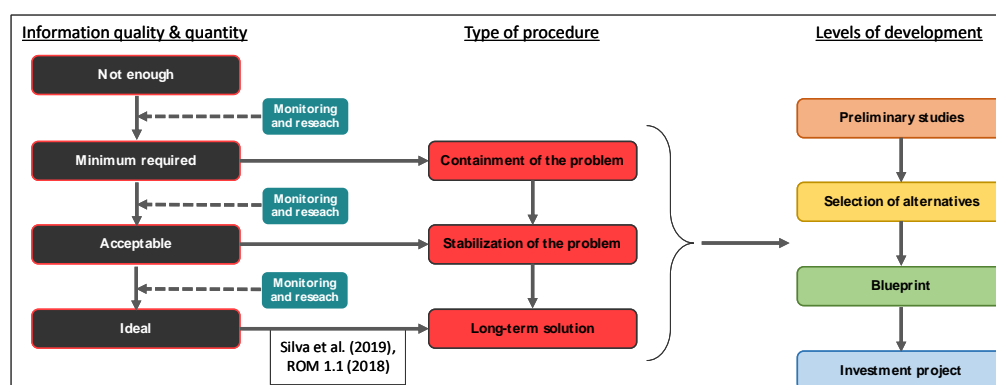 Information quality & quantity
Type of procedure
Levels of development
Not enough
Monitoring
and reseach
Preliminary studies
Minimum required
Containment of the problem
Monitoring
and reseach
Selection of alternatives
Acceptable
Stabilization of the problem
Monitoring
and reseach
Blueprint
Ideal
Long-term solution
Silva et al. (2019),
ROM 1.1 (2018)
Investment project